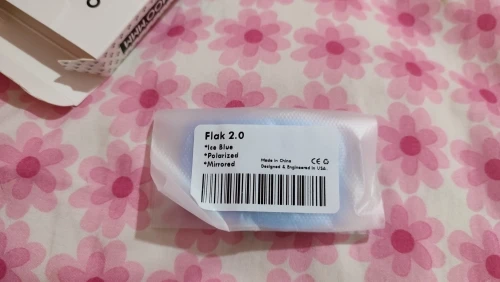 Flak 2.0
*Ice Blue
*Polarized
*Mirrored
Made in China
Designed & Engineered in USA.
CE